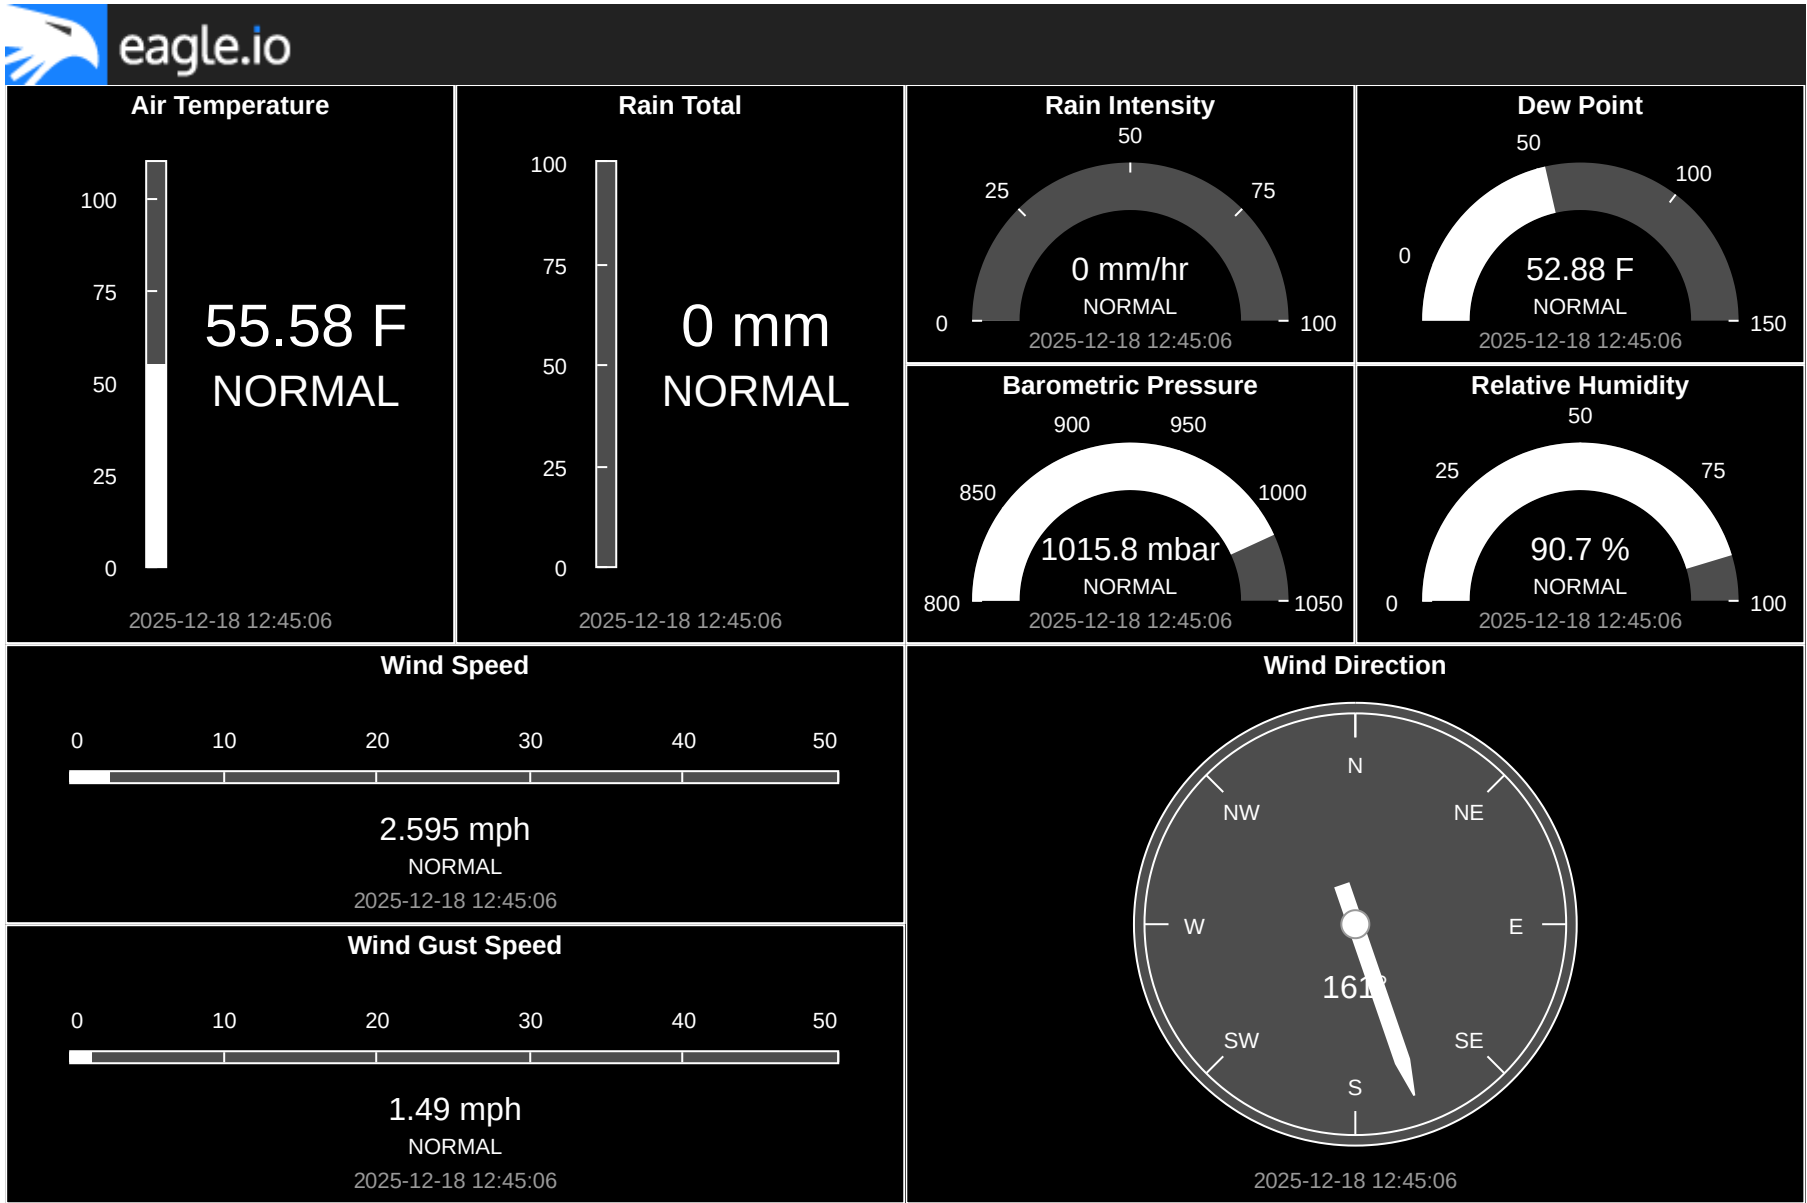 eagle.io
Air Temperature
100
75
50
25
0
55.58 F
NORMAL
2025-12-18 12:45:06
Rain Total
100
75
50
25
0
0 mm
NORMAL
2025-12-18 12:45:06
Rain Intensity
0
25
50
75
100
0 mm/hr
NORMAL
2025-12-18 12:45:06
Dew Point
0
50
100
150
52.88 F
NORMAL
2025-12-18 12:45:06
Barometric Pressure
800
850
900
950
1000
1050
1015.8 mbar
NORMAL
2025-12-18 12:45:06
Relative Humidity
0
25
50
75
100
90.7 %
NORMAL
2025-12-18 12:45:06
Wind Speed
0 10 20 30 40 50
2.595 mph
NORMAL
2025-12-18 12:45:06
Wind Gust Speed
0 10 20 30 40 50
1.49 mph
NORMAL
2025-12-18 12:45:06
Wind Direction
N
NW NE
W E
161°
SW SE
S
2025-12-18 12:45:06